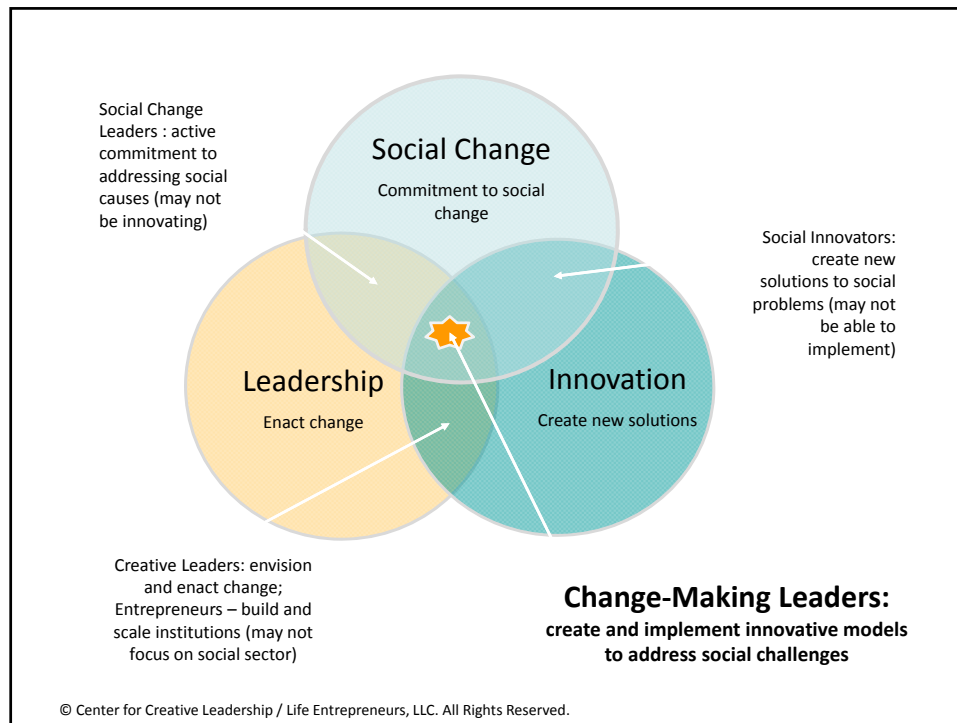 Social Change
Leaders : active
commitment to
addressing social
causes (may not
be innovating)
Social Change
Commitment to social
change
Social Innovators:
create new
solutions to social
problems (may not
be able to
implement)
Leadership
Enact change
Innovation
Create new solutions
Creative Leaders: envision
and enact change;
Entrepreneurs – build and
scale institutions (may not
focus on social sector)
Change-Making Leaders:
create and implement innovative models
to address social challenges
© Center for Creative Leadership / Life Entrepreneurs, LLC. All Rights Reserved.